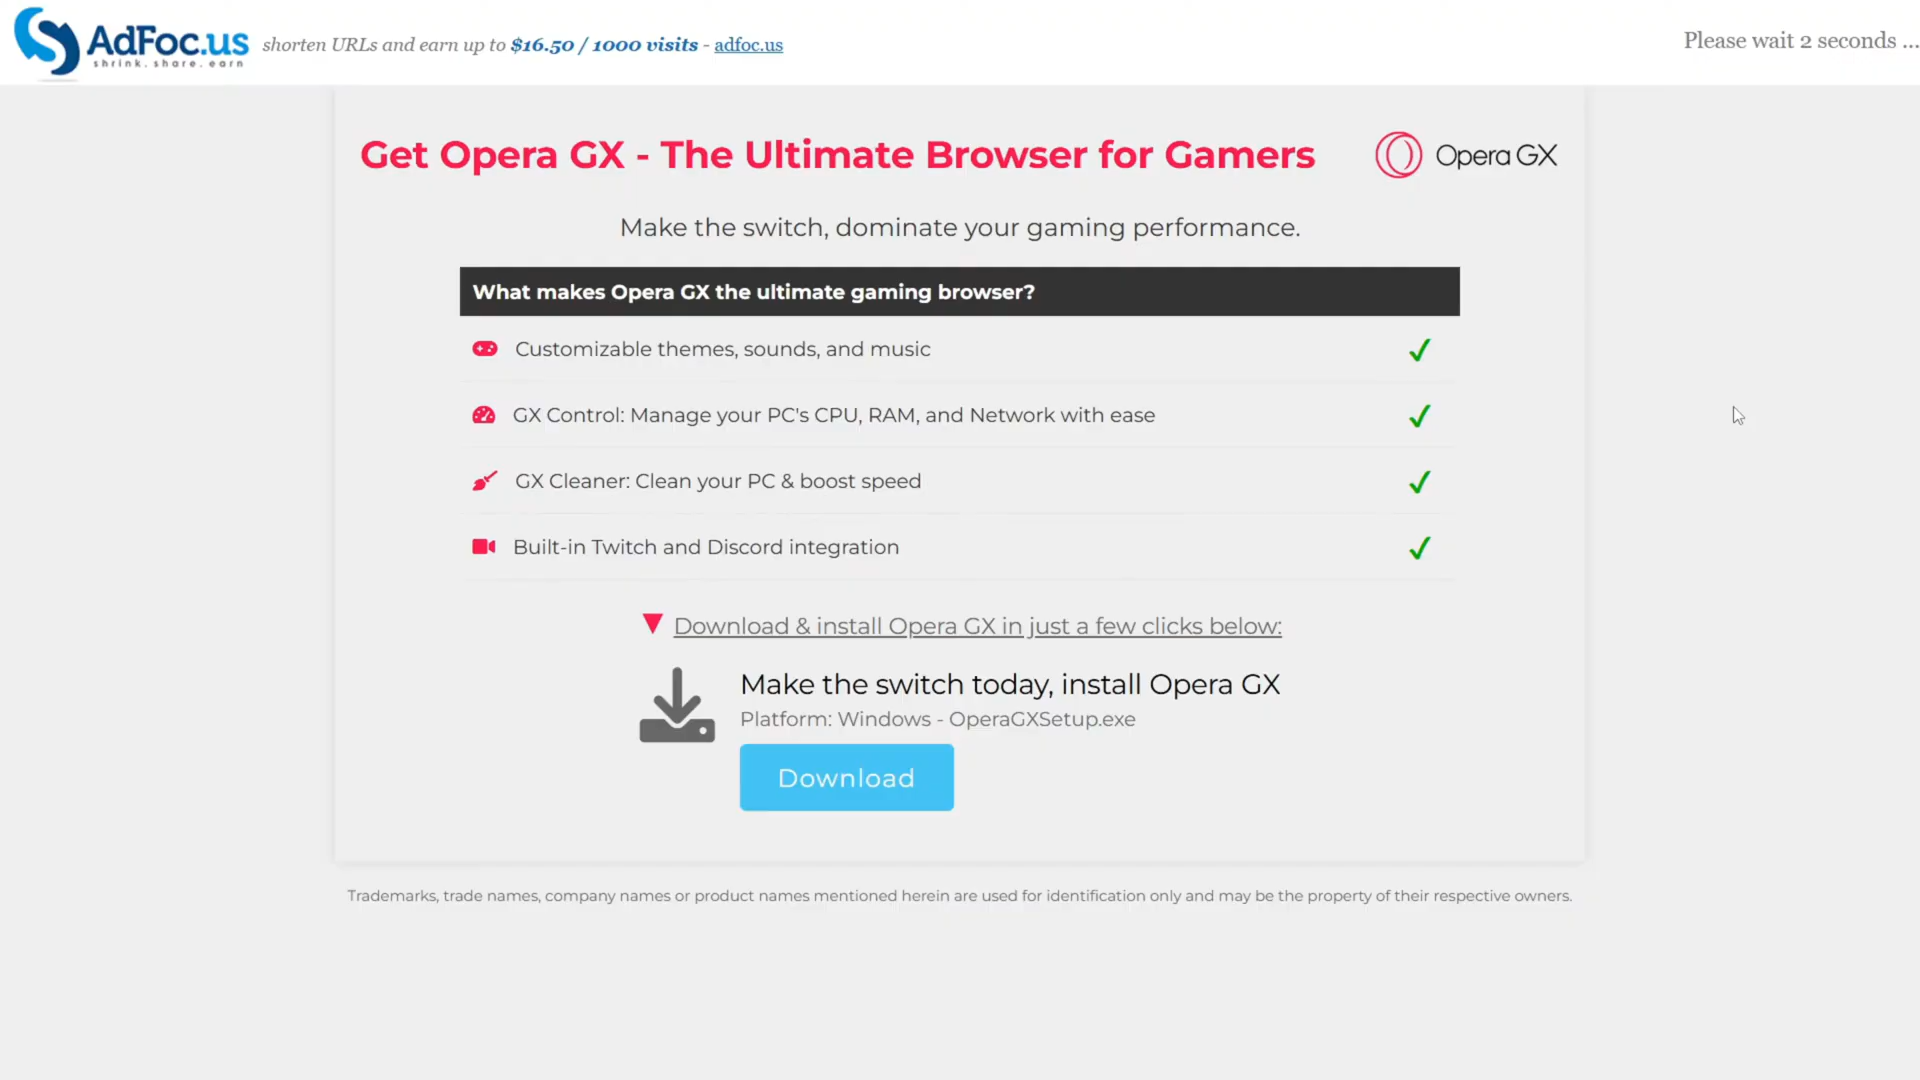 AdFoc.us
shrink. share. earn
shorten URLs and earn up to $16.50 / 1000 visits - adfoc.us
Please wait 2 seconds ...
Get Opera GX - The Ultimate Browser for Gamers
Opera GX
Make the switch, dominate your gaming performance.
What makes Opera GX the ultimate gaming browser?
Customizable themes, sounds, and music
GX Control: Manage your PC's CPU, RAM, and Network with ease
GX Cleaner: Clean your PC & boost speed
Built-in Twitch and Discord integration
Download & install Opera GX in just a few clicks below:
Make the switch today, install Opera GX
Platform: Windows - OperaGXSetup.exe
Download
Trademarks, trade names, company names or product names mentioned herein are used for identification only and may be the property of their respective owners.